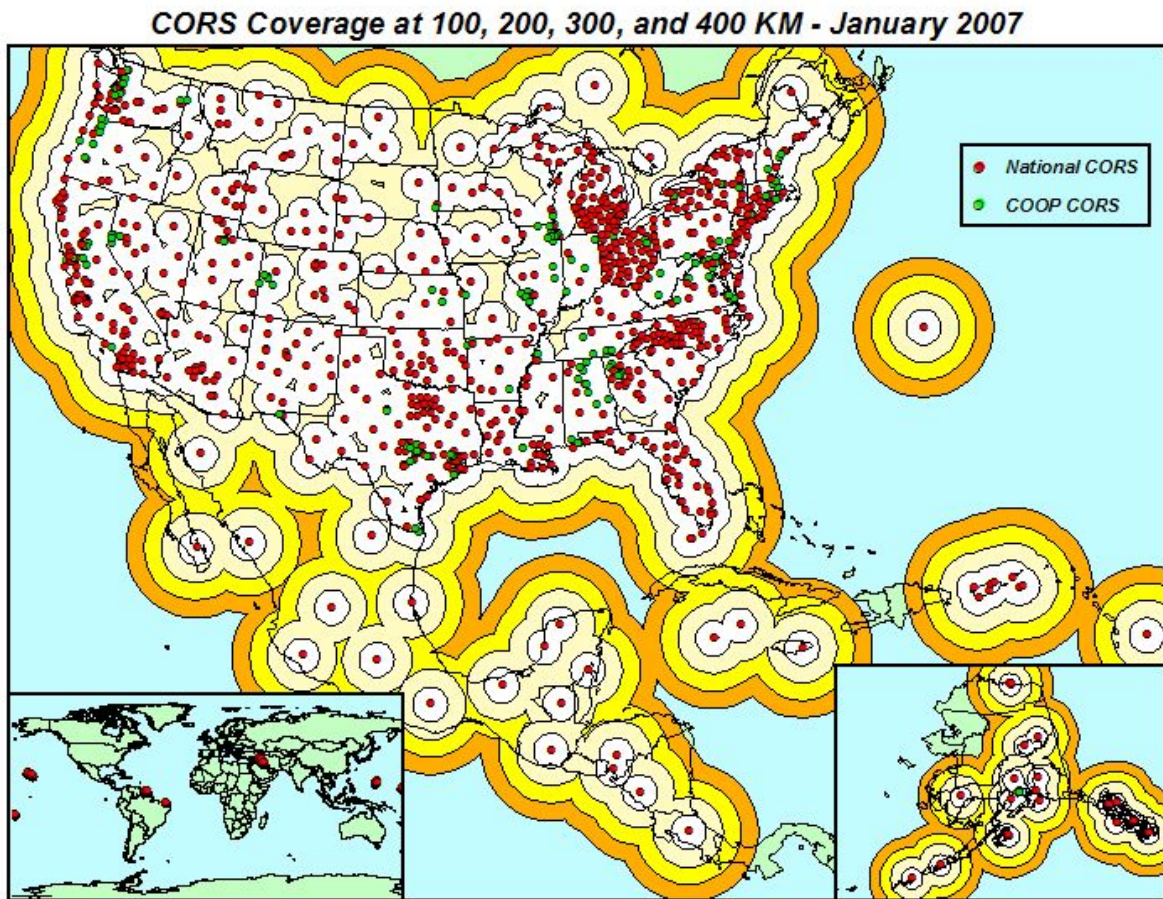 CORS Coverage at 100, 200, 300, and 400 KM - January 2007
National CORS
COOP CORS